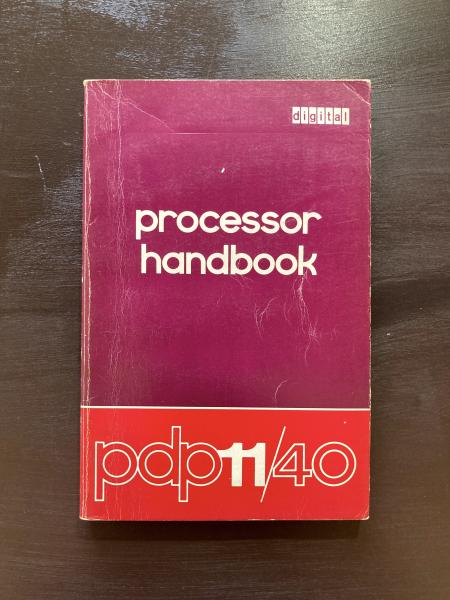 digital
processor
handbook
pdp11/40